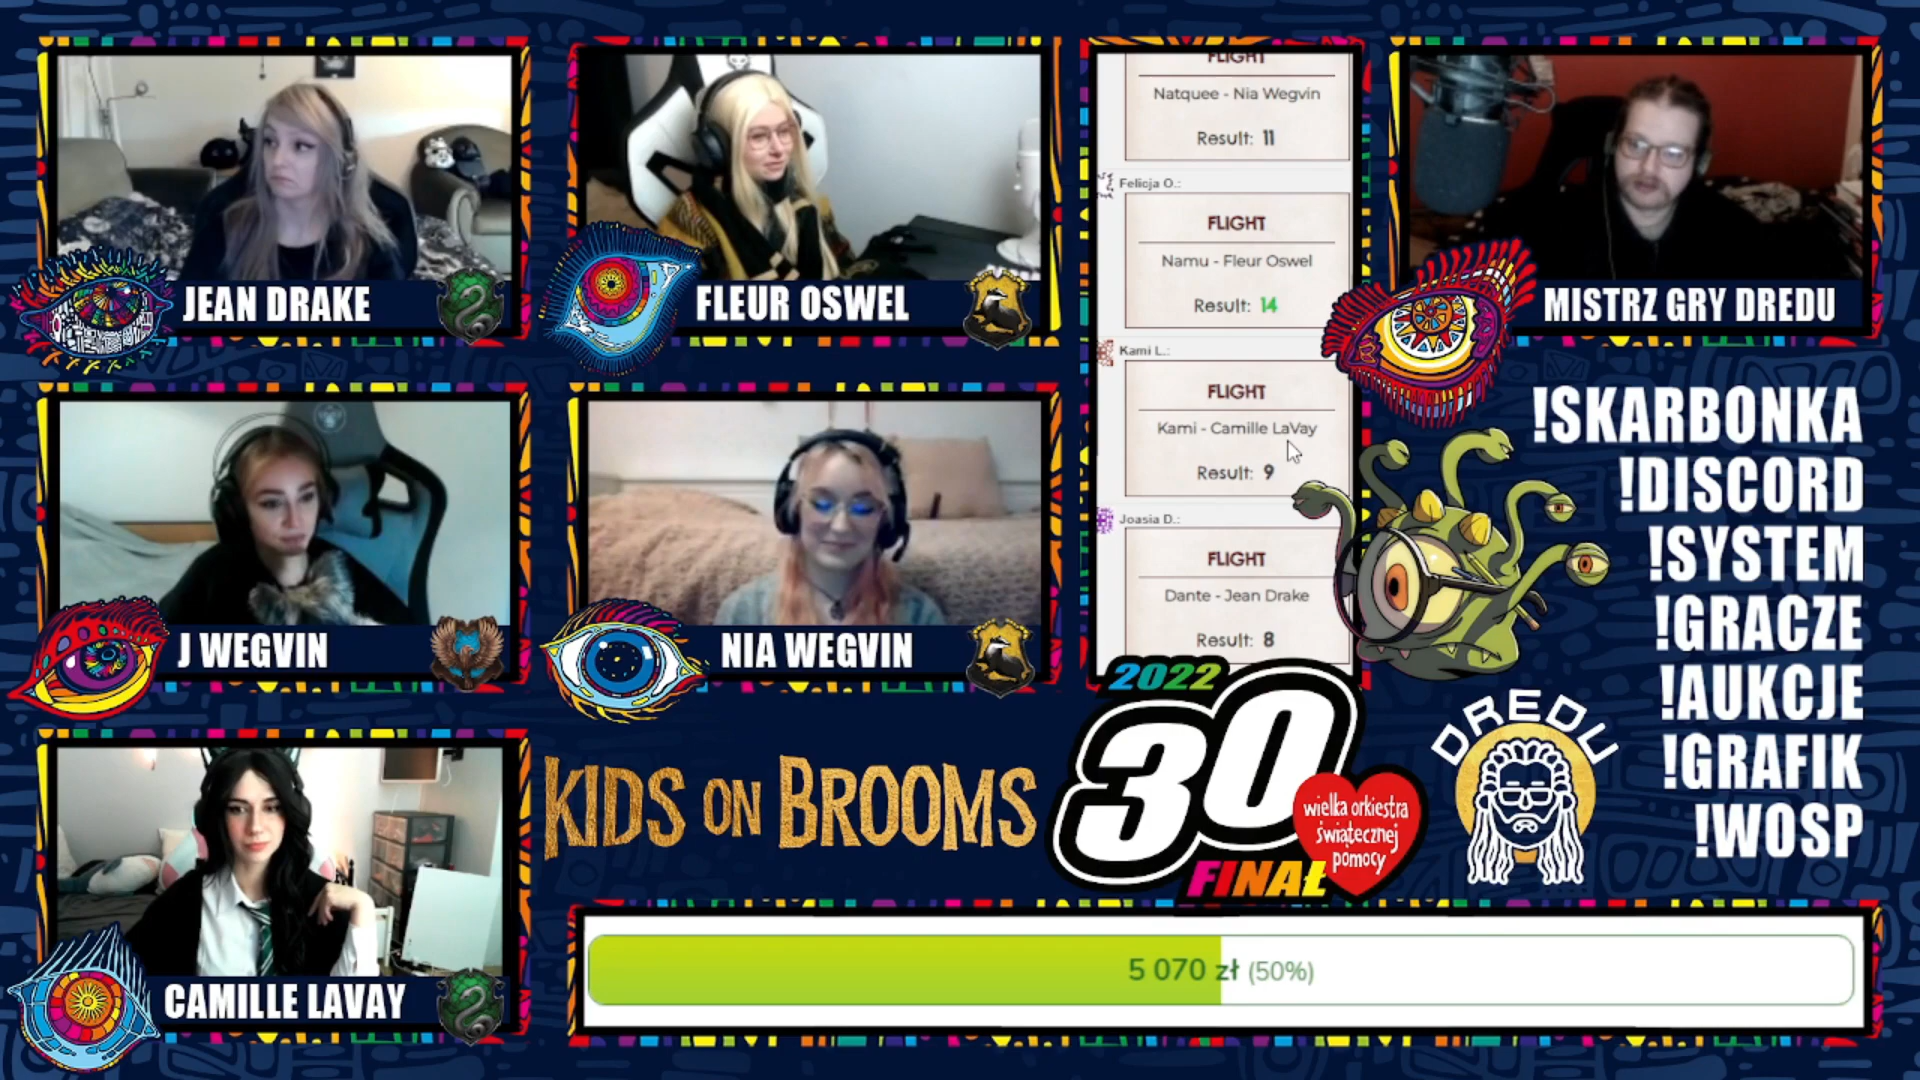 JEAN DRAKE
FLEUR OSWEL
FLIGHT
Natquee - Nia Wegvin
Result: 11
Felicja O.:
FLIGHT
Namu - Fleur Oswel
Result: 14
Kami L.:
FLIGHT
Kami - Camille LaVay
Result: 9
Joasia D.:
FLIGHT
Dante - Jean Drake
Result: 8
MISTRZ GRY DREDU
J WEGVIN
NIA WEGVIN
!SKARBONKA
!DISCORD
!SYSTEM
!GRACZE
!AUKCJE
!GRAFIK
!WOSP
CAMILLE LAVAY
KIDS ON BROOMS
2022
30
FINAŁ
wielka orkiestra
świątecznej
pomocy
DREDU
5 070 zł (50%)